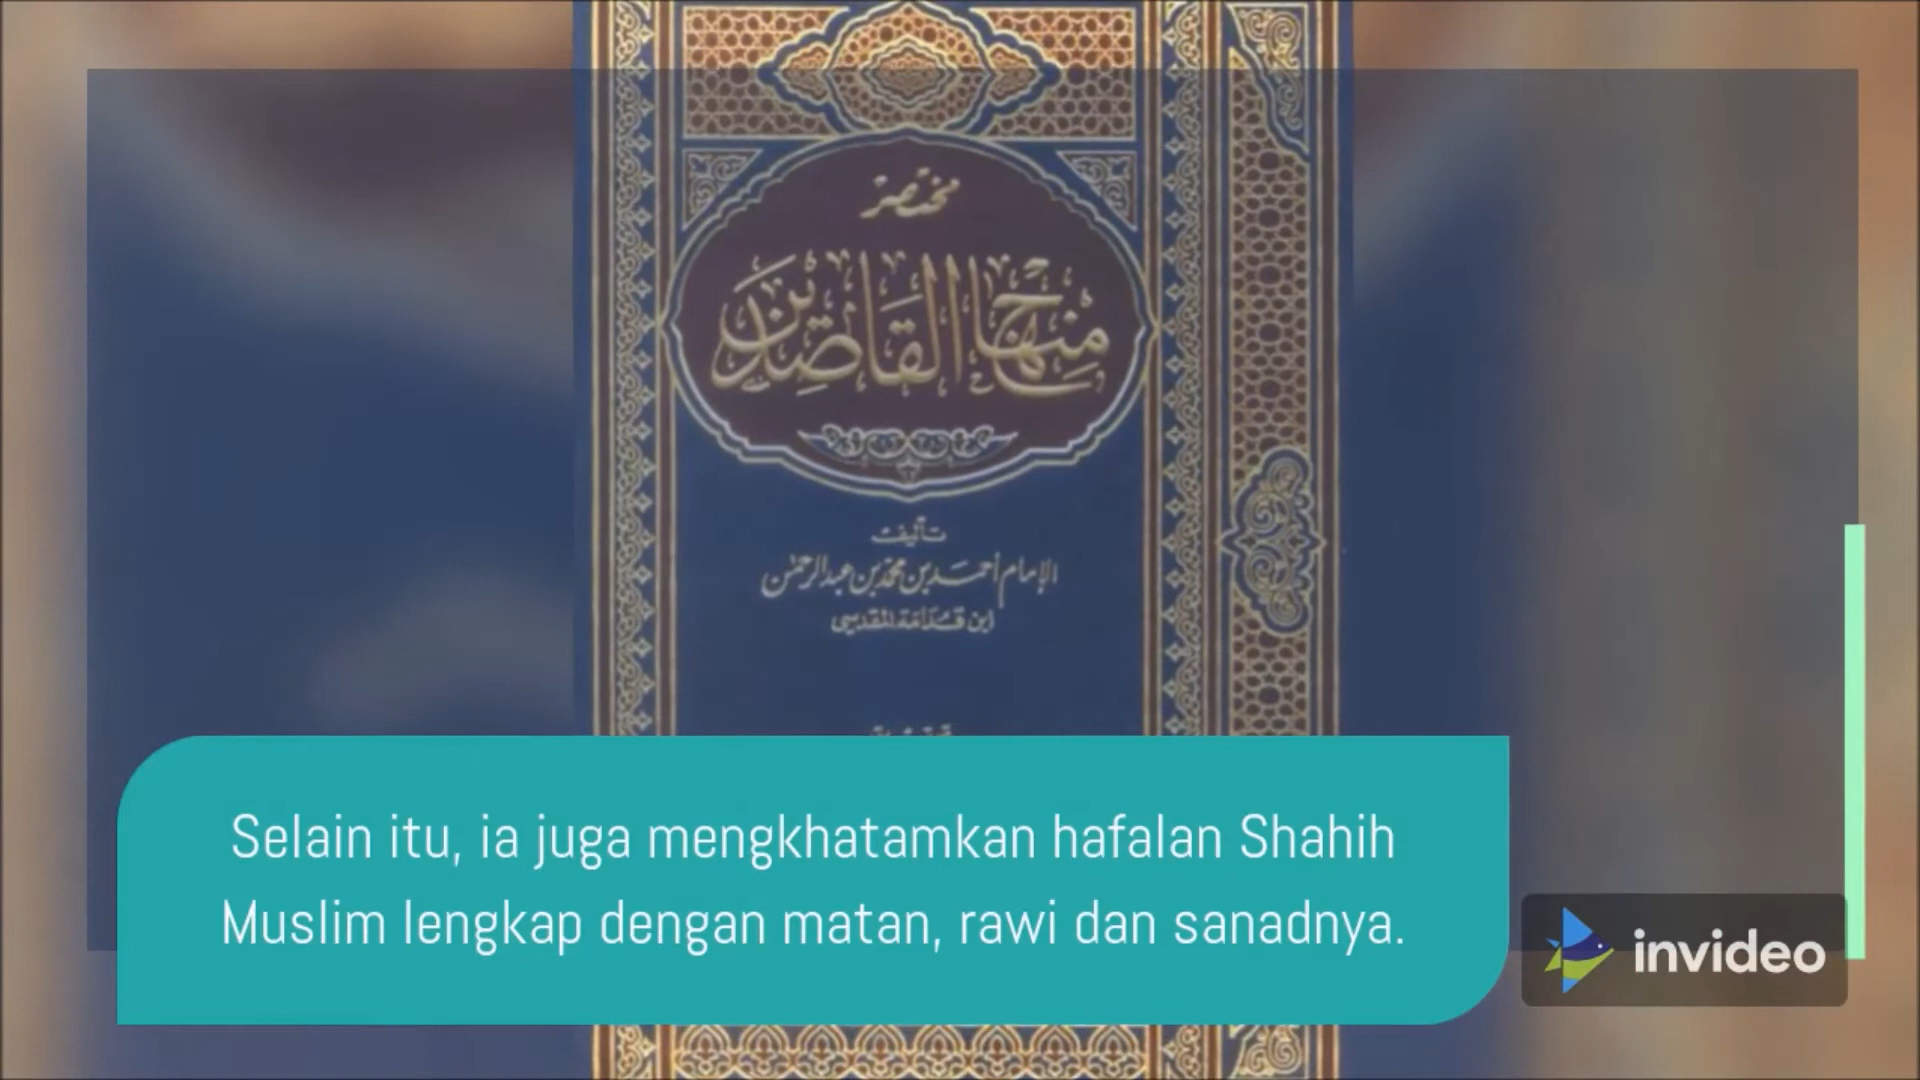 مختصر
منهاج القاصدين
تأليف
الإمام أحمد بن محمد بن عبد الرحمن
ابن قدامة المقدسي
Selain itu, ia juga mengkhatamkan hafalan Shahih
Muslim lengkap dengan matan, rawi dan sanadnya.
invideo